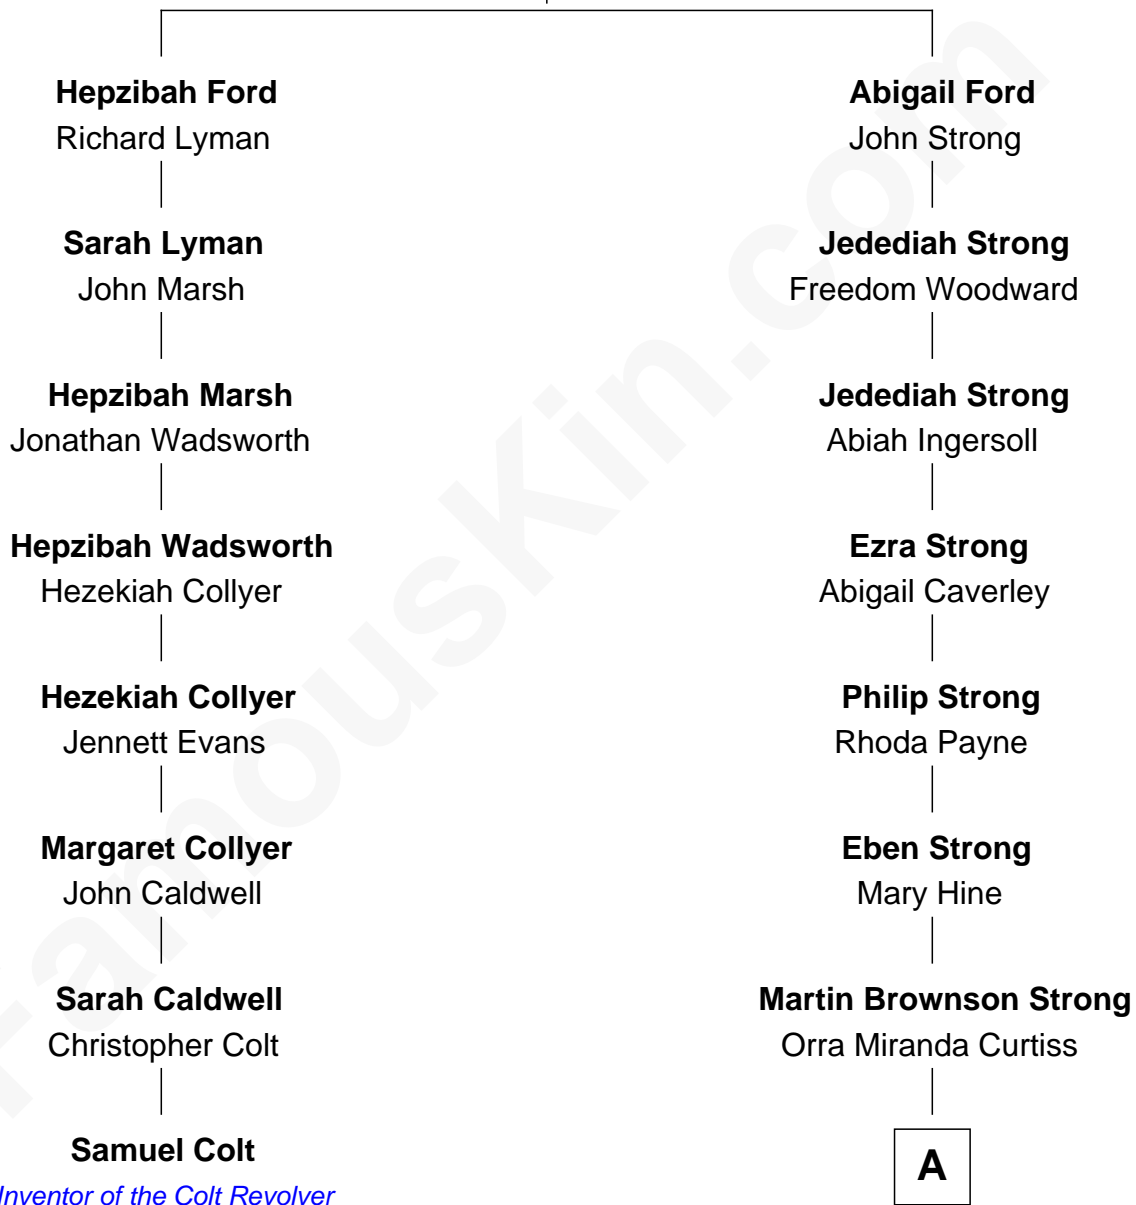 Hepzibah Ford
Richard Lyman
Sarah Lyman
John Marsh
Hepzibah Marsh
Jonathan Wadsworth
Hepzibah Wadsworth
Hezekiah Collyer
Hezekiah Collyer
Jennett Evans
Margaret Collyer
John Caldwell
Sarah Caldwell
Christopher Colt
Samuel Colt
Inventor of the Colt Revolver
Abigail Ford
John Strong
Jedediah Strong
Freedom Woodward
Jedediah Strong
Abiah Ingersoll
Ezra Strong
Abigail Caverley
Philip Strong
Rhoda Payne
Eben Strong
Mary Hine
Martin Brownson Strong
Orra Miranda Curtiss
A
FamousKin.com